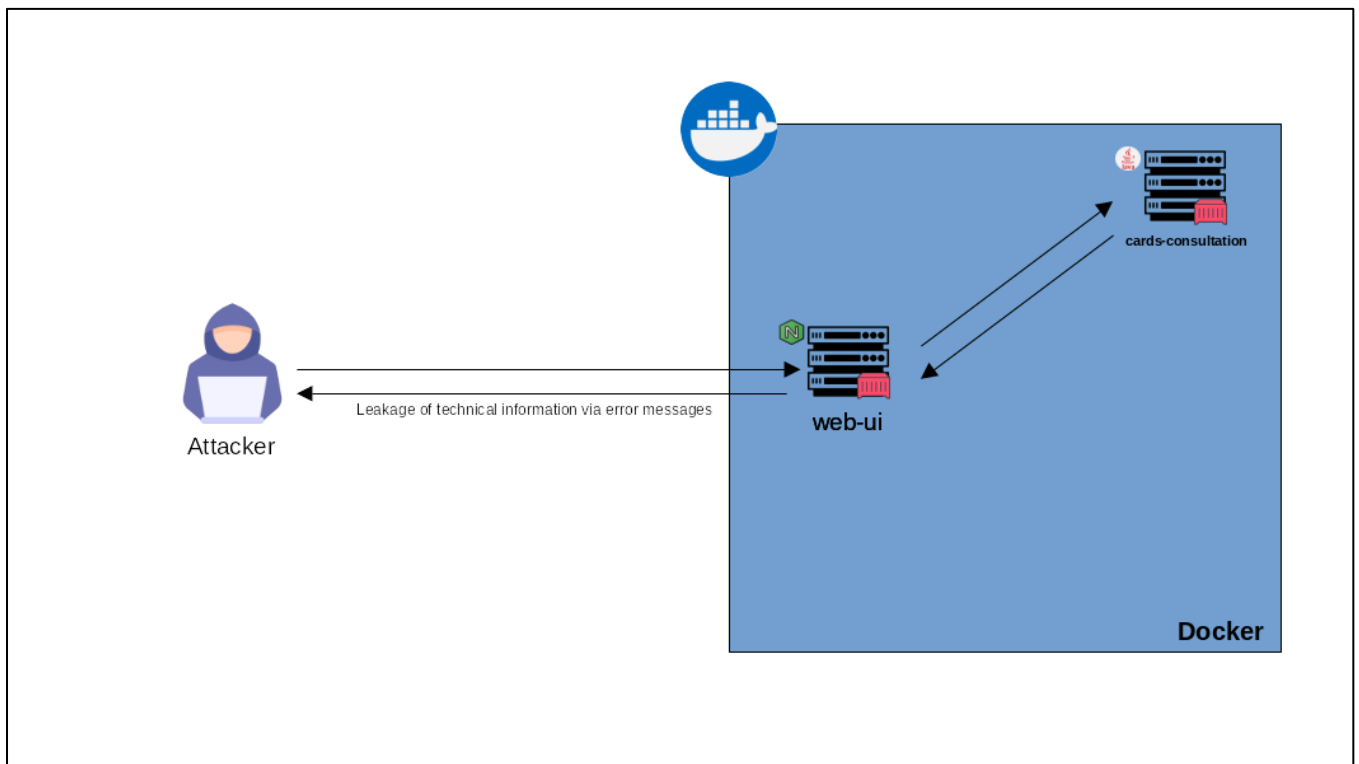 cards-consultation
Leakage of technical information via error messages
web-ui
Attacker
Docker